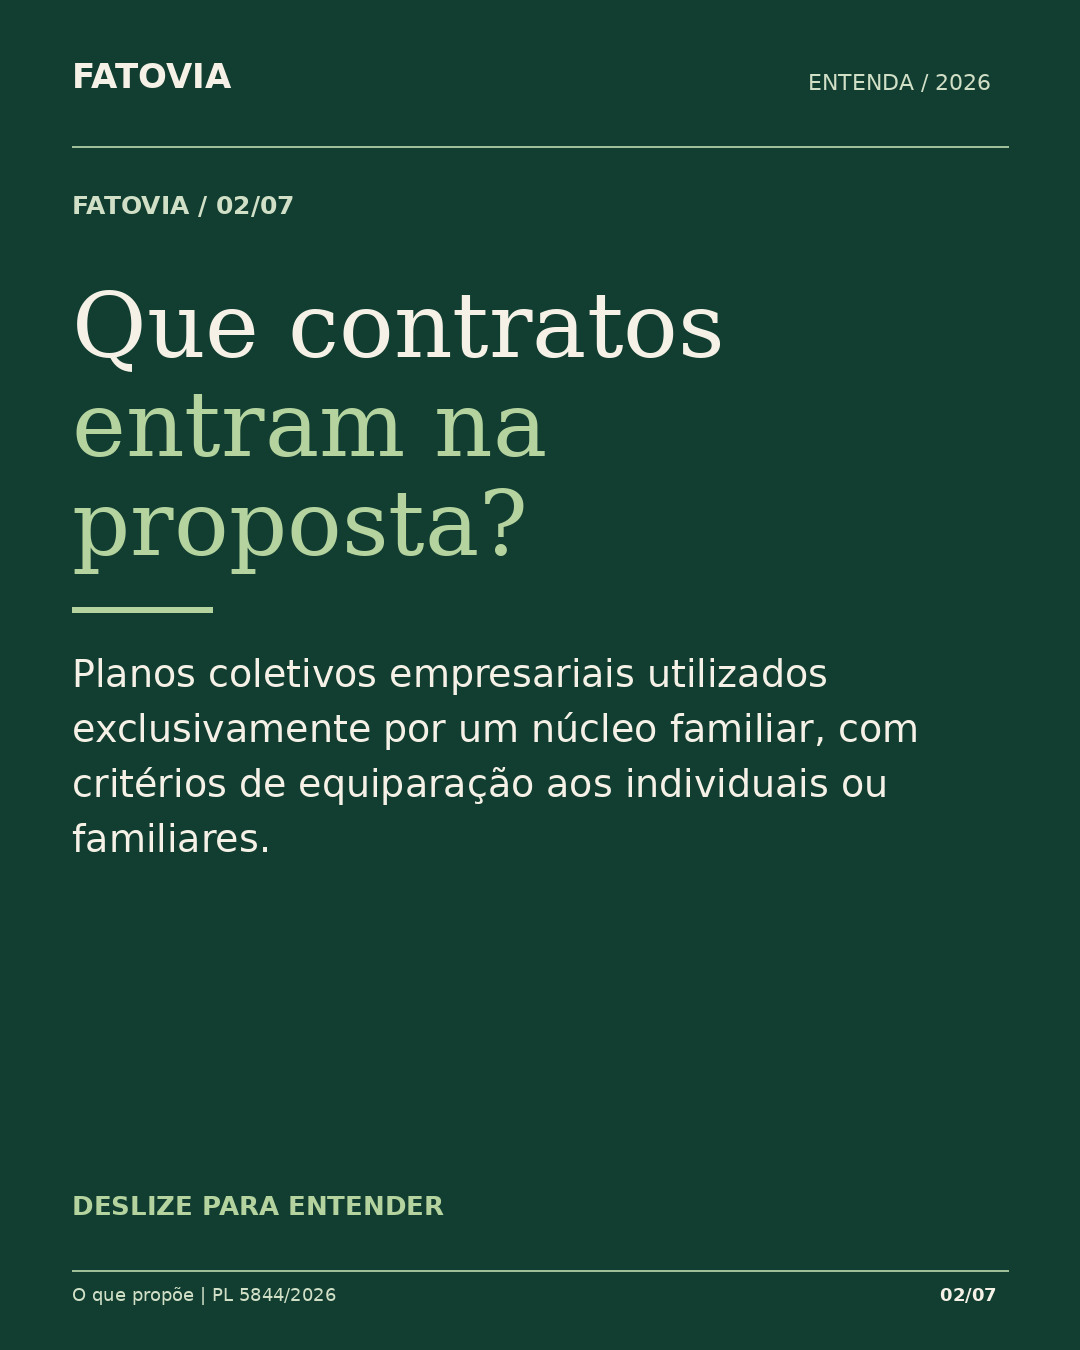 FATOVIA
ENTENDA / 2026
FATOVIA / 02/07
Que contratos
entram na
proposta?
Planos coletivos empresariais utilizados
exclusivamente por um núcleo familiar, com
critérios de equiparação aos individuais ou
familiares.
DESLIZE PARA ENTENDER
O que propõe | PL 5844/2026
02/07